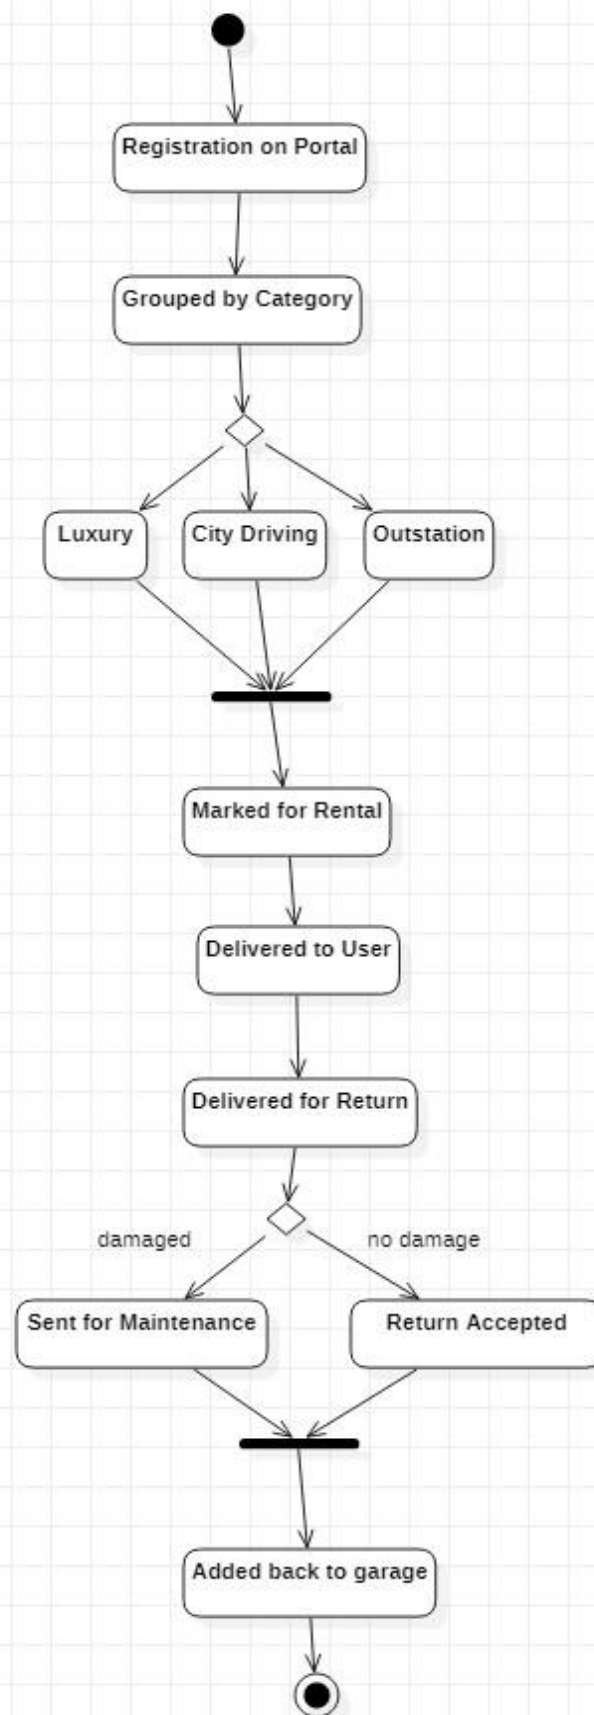 Registration on Portal
Grouped by Category
Luxury
City Driving
Outstation
Marked for Rental
Delivered to User
Delivered for Return
damaged
no damage
Sent for Maintenance
Return Accepted
Added back to garage